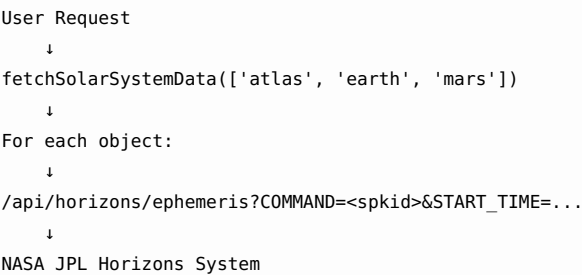 User Request
↓
fetchSolarSystemData(['atlas', 'earth', 'mars'])
↓
For each object:
↓
/api/horizons/ephemeris?COMMAND=<spkid>&START_TIME=...
↓
NASA JPL Horizons System